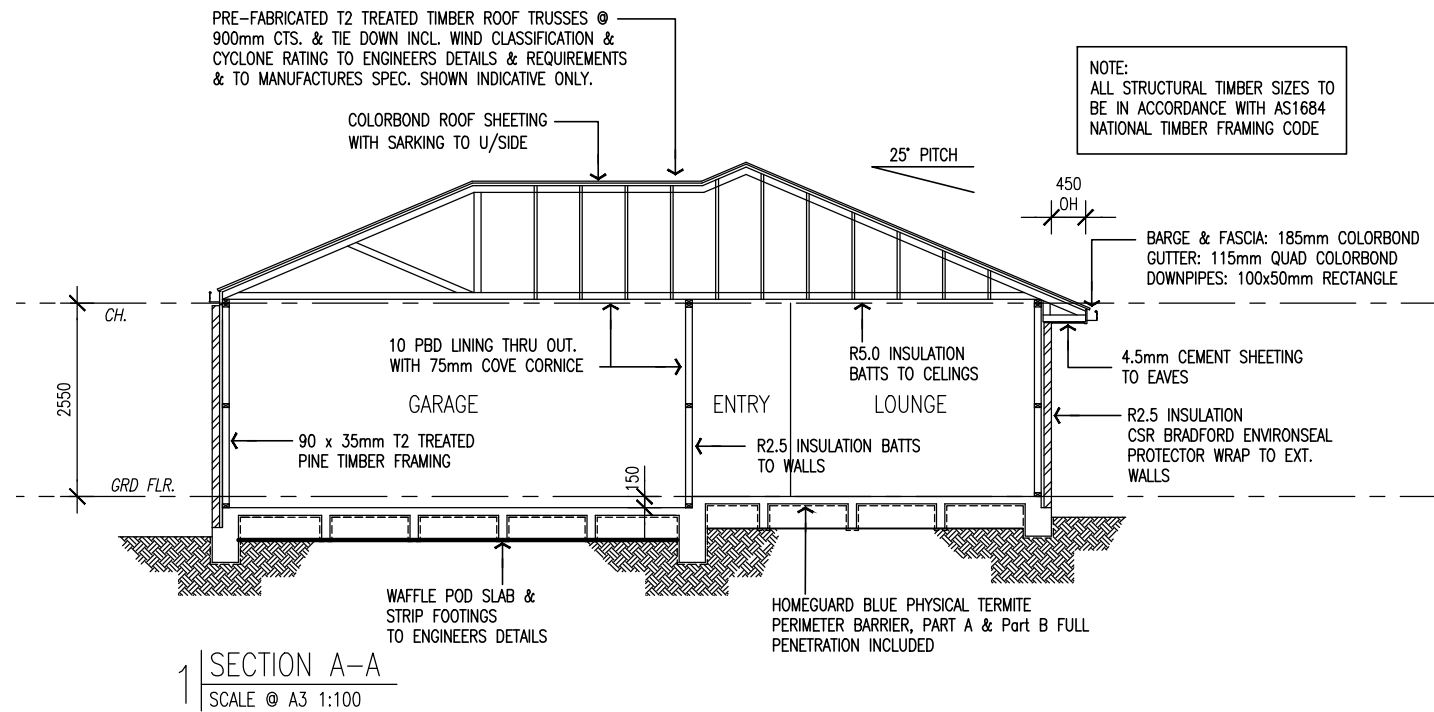 PRE-FABRICATED T2 TREATED TIMBER ROOF TRUSSES @
900mm CTS. & TIE DOWN INCL. WIND CLASSIFICATION &
CYCLONE RATING TO ENGINEERS DETAILS & REQUIREMENTS
& TO MANUFACTURES SPEC. SHOWN INDICATIVE ONLY.
NOTE:
ALL STRUCTURAL TIMBER SIZES TO
BE IN ACCORDANCE WITH AS1684
NATIONAL TIMBER FRAMING CODE
COLORBOND ROOF SHEETING
WITH SARKING TO U/SIDE
25° PITCH
450
OH
BARGE & FASCIA: 185mm COLORBOND
GUTTER: 115mm QUAD COLORBOND
DOWNPIPES: 100x50mm RECTANGLE
CH.
10 PBD LINING THRU OUT.
WITH 75mm COVE CORNICE
R5.0 INSULATION
BATTS TO CELINGS
4.5mm CEMENT SHEETING
TO EAVES
2550
GARAGE
ENTRY
LOUNGE
90 x 35mm T2 TREATED
PINE TIMBER FRAMING
R2.5 INSULATION BATTS
TO WALLS
R2.5 INSULATION
CSR BRADFORD ENVIRONSEAL
PROTECTOR WRAP TO EXT.
WALLS
150
GRD FLR.
WAFFLE POD SLAB &
STRIP FOOTINGS
TO ENGINEERS DETAILS
HOMEGUARD BLUE PHYSICAL TERMITE
PERIMETER BARRIER, PART A & Part B FULL
PENETRATION INCLUDED
1
SECTION A-A
SCALE @ A3 1:100